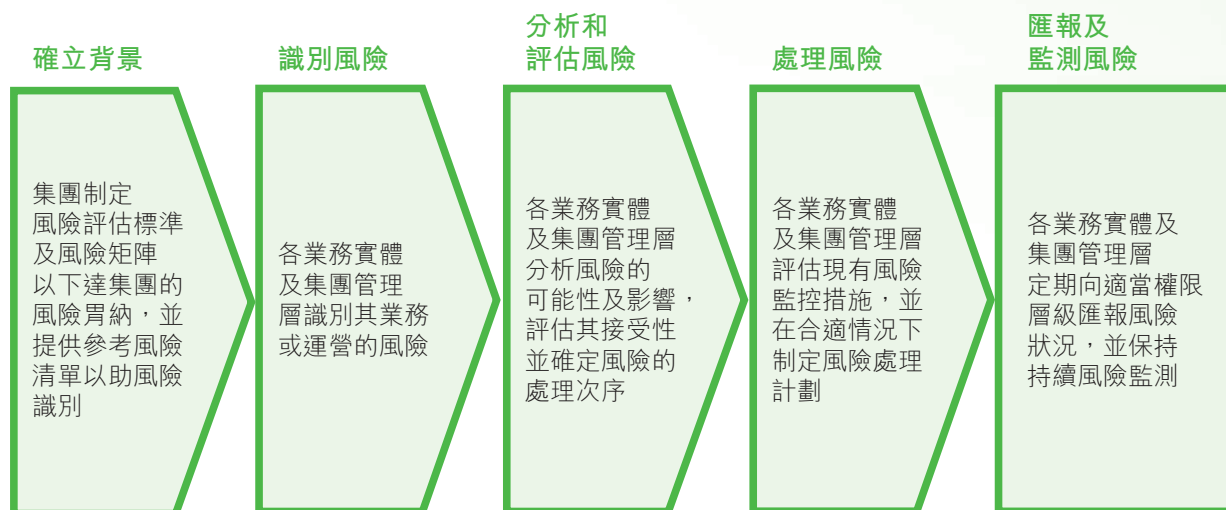 確立背景
集團制定
風險評估標準
及風險矩陣
以下達集團的
風險胃納，並
提供參考風險
清單以助風險
識別
識別風險
各業務實體
及集團管理
層識別其業務
或運營的風險
分析和
評估風險
各業務實體
及集團管理層
分析風險的
可能性及影響，
評估其接受性
並確定風險的
處理次序
處理風險
各業務實體
及集團管理層
評估現有風險
監控措施，並
在合適情況下
制定風險處理
計劃
匯報及
監測風險
各業務實體及
集團管理層
定期向適當權限
層級匯報風險
狀況，並保持
持續風險監測